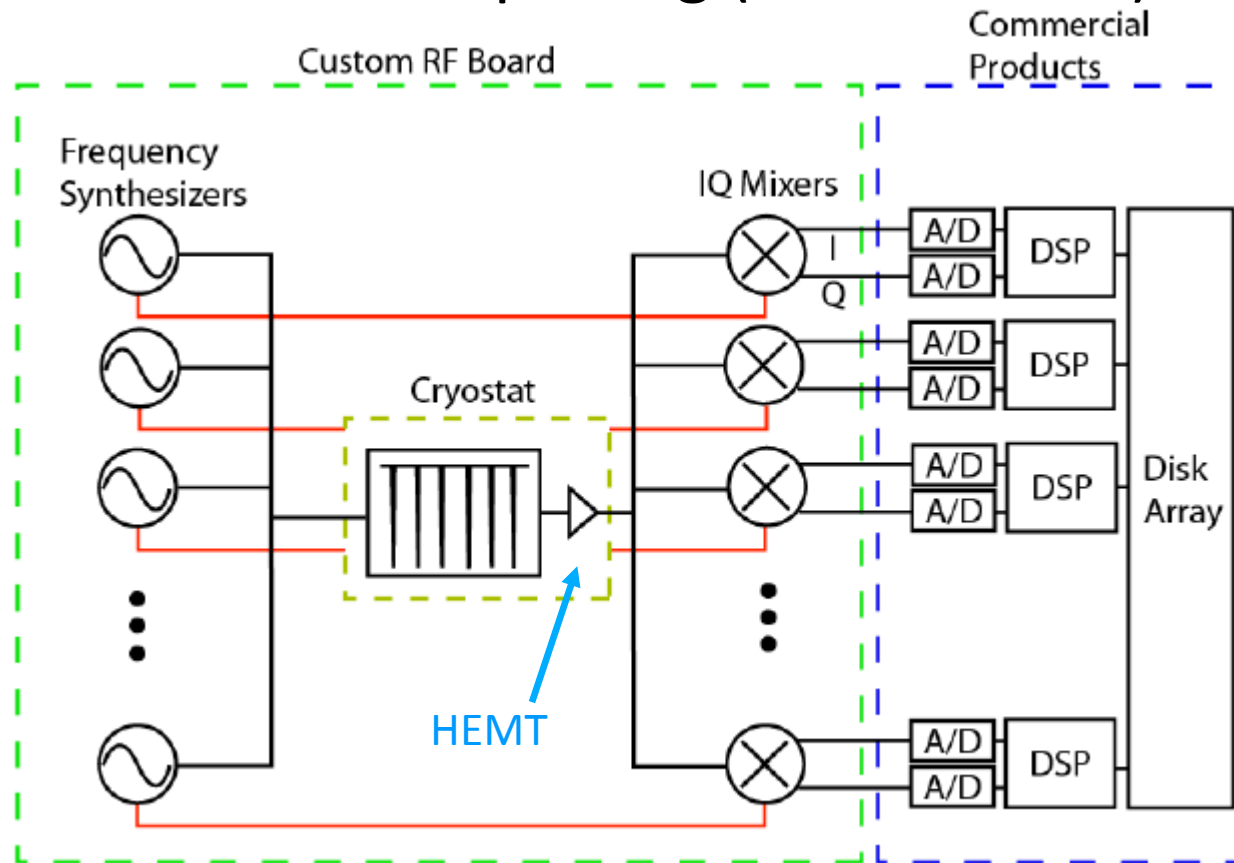 Commercial
Products
Custom RF Board
Frequency
Synthesizers
IQ Mixers
I
Q
A/D
A/D
DSP
A/D
A/D
DSP
Cryostat
A/D
A/D
DSP
Disk
Array
HEMT
A/D
A/D
DSP